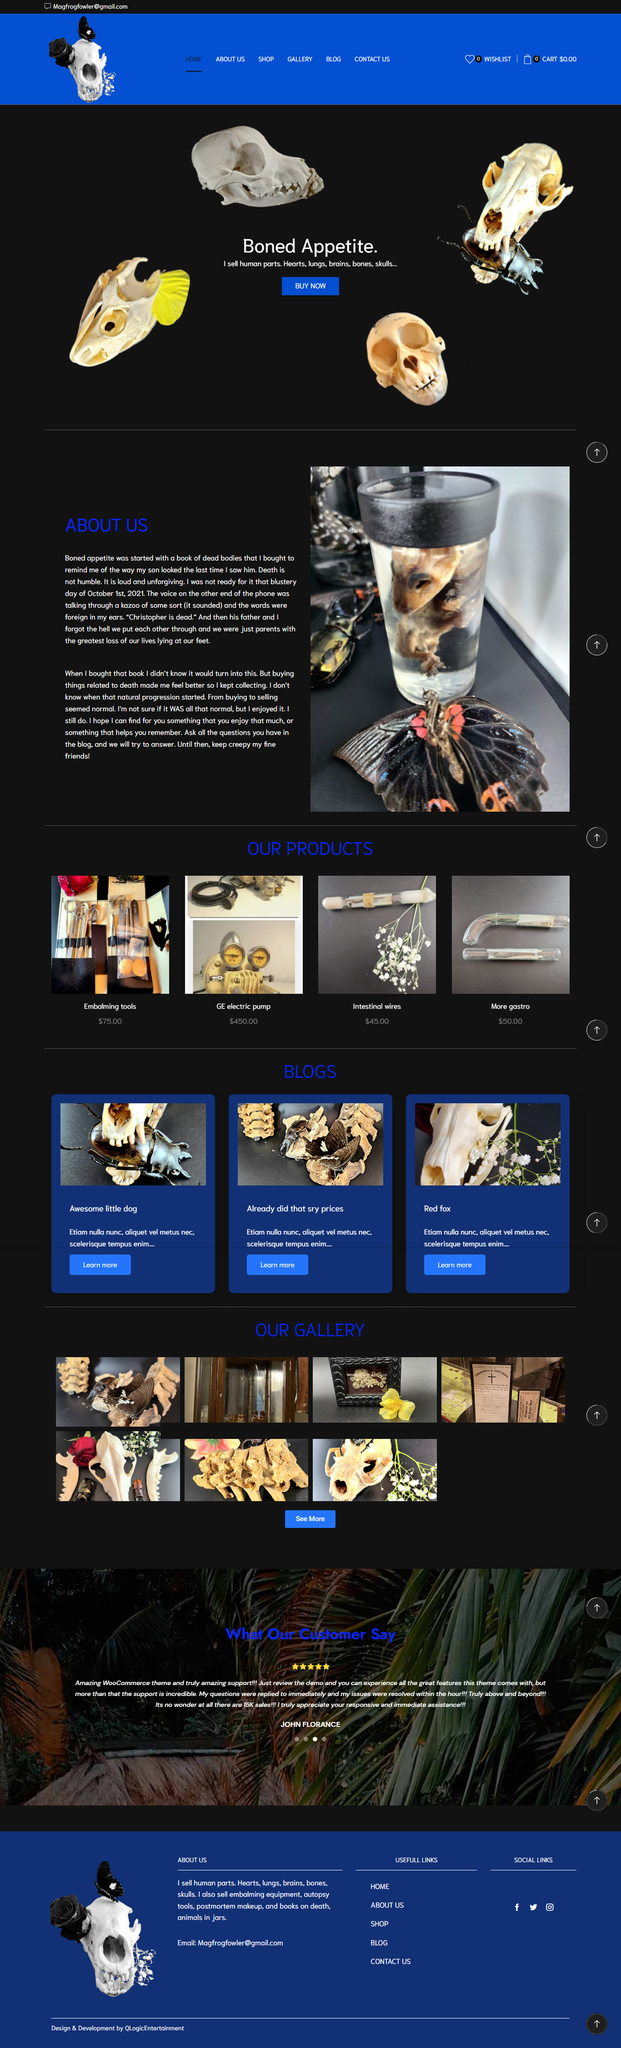 Magfrogfowler@gmail.com
HOME ABOUT US SHOP GALLERY BLOG CONTACT US
0 WISHLIST 0 CART $0.00
Boned Appetite.
I sell human parts. Hearts, lungs, brains, bones, skulls...
BUY NOW
ABOUT US
Boned appetite was started with a book of dead bodies that I bought to
remind me of the way my son looked the last time I saw him. Death is
not humble. It is loud and unforgiving. I was not ready for it that blustery
day of October 1st, 2021. The voice on the other end of the phone was
talking through a kazoo of some sort (it sounded) and the words were
foreign in my ears. "Christopher is dead." And then his father and I
forgot the hell we put each other through and we were just parents with
the greatest loss of our lives lying at our feet.
When I bought that book I didn't know it would turn into this. But buying
things related to death made me feel better so I kept collecting. I don't
know when that natural progression started. From buying to selling
seemed normal. I'm not sure if it WAS all that normal, but I enjoyed it. I
still do. I hope I can find for you something that you enjoy that much, or
something that helps you remember. Ask all the questions you have in
the blog, and we will try to answer. Until then, keep creepy my fine
friends!
OUR PRODUCTS
Embalming tools
$75.00
GE electric pump
$450.00
Intestinal wires
$45.00
More gastro
$50.00
BLOGS
Awesome little dog
Etiam nulla nunc, aliquet vel metus nec,
scelerisque tempus enim....
Learn more
Already did that sry prices
Etiam nulla nunc, aliquet vel metus nec,
scelerisque tempus enim....
Learn more
Red fox
Etiam nulla nunc, aliquet vel metus nec,
scelerisque tempus enim....
Learn more
OUR GALLERY
See More
What Our Customer Say
Amazing WooCommerce theme and truly amazing support!!! Just review the demo and you can experience all the great features this theme comes with, but
more than that the support is incredible. My questions were replied to immediately and my issues were resolved within the hour!!! Truly above and beyond!!!
Its no wonder at all there are 15K sales!!! I truly appreciate your responsive and immediate assistance!!!
JOHN FLORANCE
ABOUT US
I sell human parts. Hearts, lungs, brains, bones,
skulls. I also sell embalming equipment, autopsy
tools, postmortem makeup, and books on death,
animals in jars.
Email: Magfrogfowler@gmail.com
USEFULL LINKS
HOME
ABOUT US
SHOP
BLOG
CONTACT US
SOCIAL LINKS
Design & Development by QLogicEntertainment